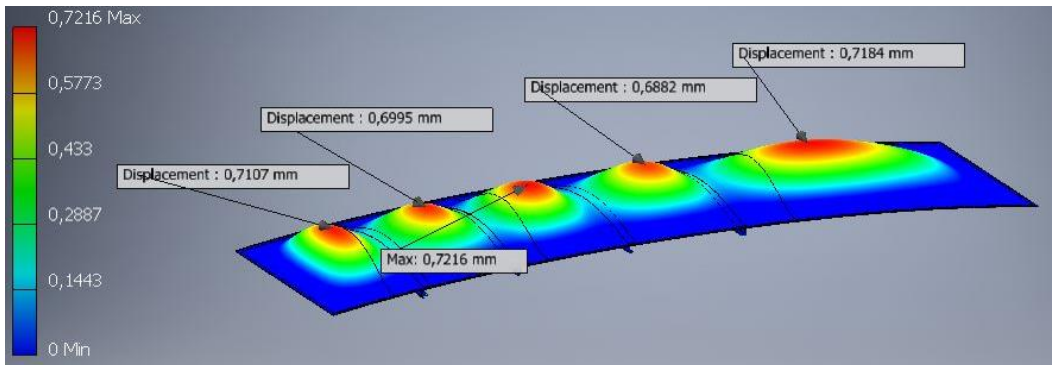 0,7216 Max
0,5773
0,433
0,2887
0,1443
0 Min
Displacement : 0,7184 mm
Displacement : 0,6882 mm
Displacement : 0,6995 mm
Displacement : 0,7107 mm
Max: 0,7216 mm